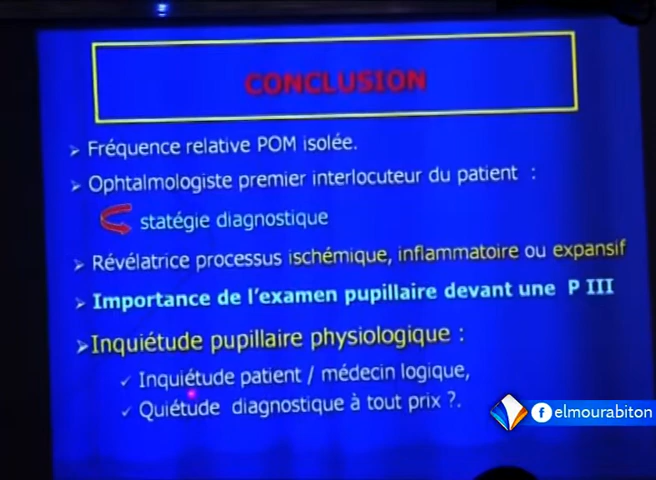 CONCLUSION
➢ Fréquence relative POM isolée.
➢ Ophtalmologiste premier interlocuteur du patient :
statégie diagnostique
➢ Révélatrice processus ischémique, inflammatoire ou expansif
➢ Importance de l'examen pupillaire devant une P III
➢Inquiétude pupillaire physiologique :
✓ Inquiétude patient / médecin logique,
✓ Quiétude diagnostique à tout prix ?.
elmourabiton